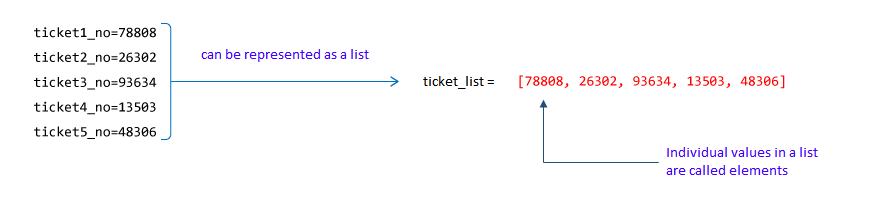 ticket1_no=78808
ticket2_no=26302
ticket3_no=93634
ticket4_no=13503
ticket5_no=48306
can be represented as a list
ticket_list = [78808, 26302, 93634, 13503, 48306]
Individual values in a list
are called elements